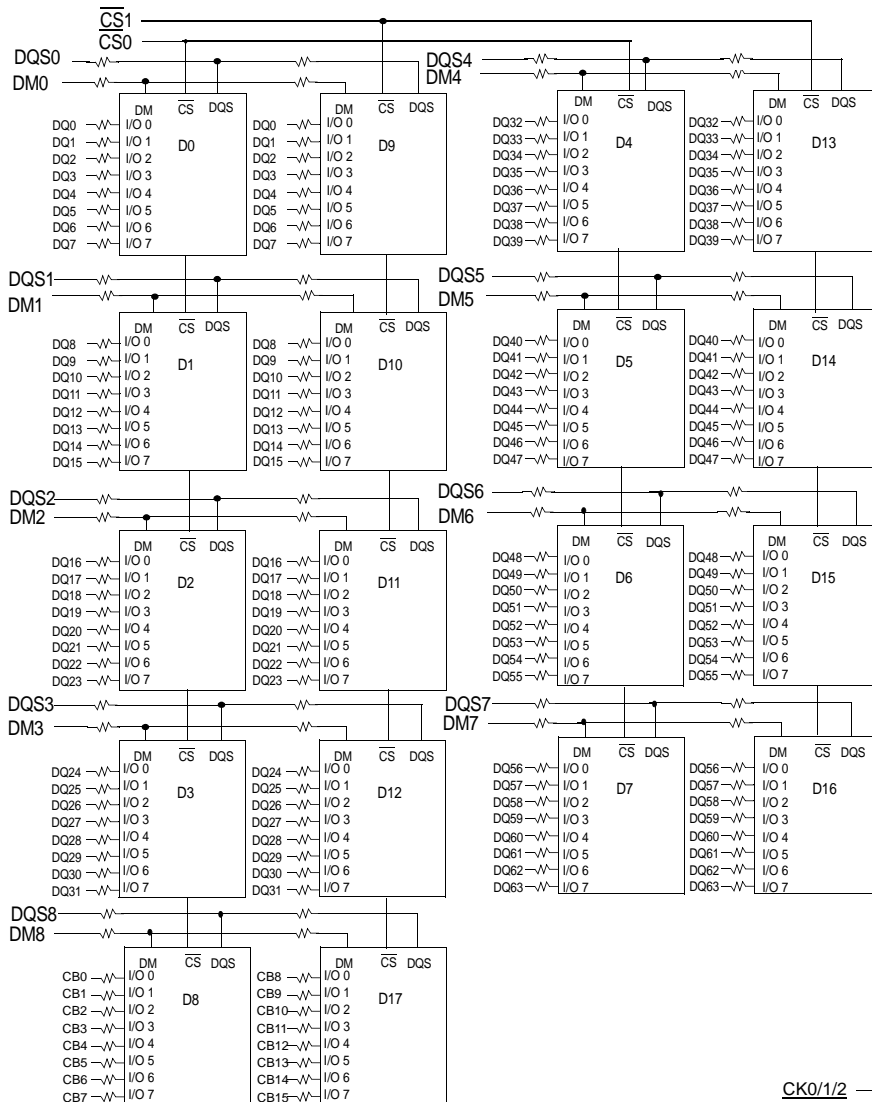 CS1
CS0
DQS0
DM0
DQS4
DM4
DM CS DQS
D0
DQ0 I/O 0
DQ1 I/O 1
DQ2 I/O 2
DQ3 I/O 3
DQ4 I/O 4
DQ5 I/O 5
DQ6 I/O 6
DQ7 I/O 7
DM CS DQS
D9
DQ0 I/O 0
DQ1 I/O 1
DQ2 I/O 2
DQ3 I/O 3
DQ4 I/O 4
DQ5 I/O 5
DQ6 I/O 6
DQ7 I/O 7
DM CS DQS
D4
DQ32 I/O 0
DQ33 I/O 1
DQ34 I/O 2
DQ35 I/O 3
DQ36 I/O 4
DQ37 I/O 5
DQ38 I/O 6
DQ39 I/O 7
DM CS DQS
D13
DQ32 I/O 0
DQ33 I/O 1
DQ34 I/O 2
DQ35 I/O 3
DQ36 I/O 4
DQ37 I/O 5
DQ38 I/O 6
DQ39 I/O 7
DQS1
DM1
DQS5
DM5
DM CS DQS
D1
DQ8 I/O 0
DQ9 I/O 1
DQ10 I/O 2
DQ11 I/O 3
DQ12 I/O 4
DQ13 I/O 5
DQ14 I/O 6
DQ15 I/O 7
DM CS DQS
D10
DQ8 I/O 0
DQ9 I/O 1
DQ10 I/O 2
DQ11 I/O 3
DQ12 I/O 4
DQ13 I/O 5
DQ14 I/O 6
DQ15 I/O 7
DM CS DQS
D5
DQ40 I/O 0
DQ41 I/O 1
DQ42 I/O 2
DQ43 I/O 3
DQ44 I/O 4
DQ45 I/O 5
DQ46 I/O 6
DQ47 I/O 7
DM CS DQS
D14
DQ40 I/O 0
DQ41 I/O 1
DQ42 I/O 2
DQ43 I/O 3
DQ44 I/O 4
DQ45 I/O 5
DQ46 I/O 6
DQ47 I/O 7
DQS2
DM2
DQS6
DM6
DM CS DQS
D2
DQ16 I/O 0
DQ17 I/O 1
DQ18 I/O 2
DQ19 I/O 3
DQ20 I/O 4
DQ21 I/O 5
DQ22 I/O 6
DQ23 I/O 7
DM CS DQS
D11
DQ16 I/O 0
DQ17 I/O 1
DQ18 I/O 2
DQ19 I/O 3
DQ20 I/O 4
DQ21 I/O 5
DQ22 I/O 6
DQ23 I/O 7
DM CS DQS
D6
DQ48 I/O 0
DQ49 I/O 1
DQ50 I/O 2
DQ51 I/O 3
DQ52 I/O 4
DQ53 I/O 5
DQ54 I/O 6
DQ55 I/O 7
DM CS DQS
D15
DQ48 I/O 0
DQ49 I/O 1
DQ50 I/O 2
DQ51 I/O 3
DQ52 I/O 4
DQ53 I/O 5
DQ54 I/O 6
DQ55 I/O 7
DQS3
DM3
DQS7
DM7
DM CS DQS
D3
DQ24 I/O 0
DQ25 I/O 1
DQ26 I/O 2
DQ27 I/O 3
DQ28 I/O 4
DQ29 I/O 5
DQ30 I/O 6
DQ31 I/O 7
DM CS DQS
D12
DQ24 I/O 0
DQ25 I/O 1
DQ26 I/O 2
DQ27 I/O 3
DQ28 I/O 4
DQ29 I/O 5
DQ30 I/O 6
DQ31 I/O 7
DM CS DQS
D7
DQ56 I/O 0
DQ57 I/O 1
DQ58 I/O 2
DQ59 I/O 3
DQ60 I/O 4
DQ61 I/O 5
DQ62 I/O 6
DQ63 I/O 7
DM CS DQS
D16
DQ56 I/O 0
DQ57 I/O 1
DQ58 I/O 2
DQ59 I/O 3
DQ60 I/O 4
DQ61 I/O 5
DQ62 I/O 6
DQ63 I/O 7
DQS8
DM8
DM CS DQS
D8
CB0 I/O 0
CB1 I/O 1
CB2 I/O 2
CB3 I/O 3
CB4 I/O 4
CB5 I/O 5
CB6 I/O 6
CB7 I/O 7
DM CS DQS
D17
CB8 I/O 0
CB9 I/O 1
CB10 I/O 2
CB11 I/O 3
CB12 I/O 4
CB13 I/O 5
CB14 I/O 6
CB15 I/O 7
CK0/1/2